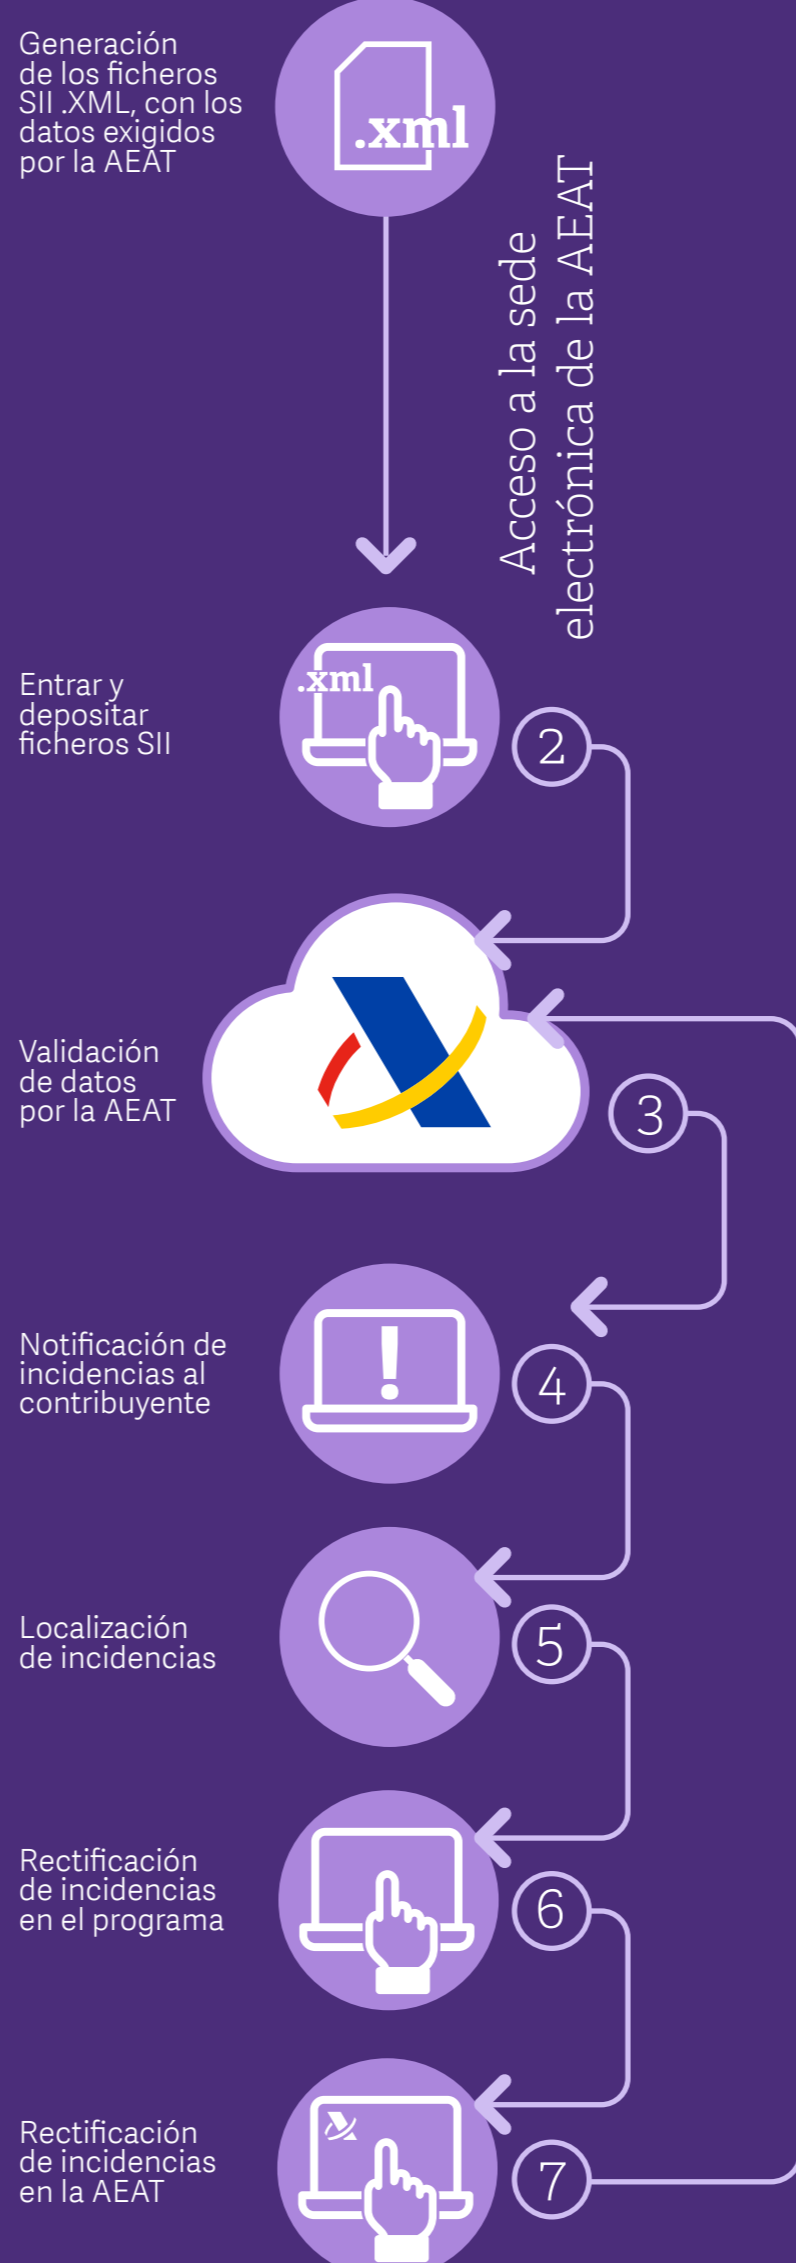 Generación
de los ficheros
SII .XML, con los
datos exigidos
por la AEAT
.xml
Acceso a la sede
electrónica de la AEAT
Entrar y
depositar
ficheros SII
.xml
2
Validación
de datos
por la AEAT
3
Notificación de
incidencias al
contribuyente
!
4
Localización
de incidencias
5
Rectificación
de incidencias
en el programa
6
Rectificación
de incidencias
en la AEAT
7